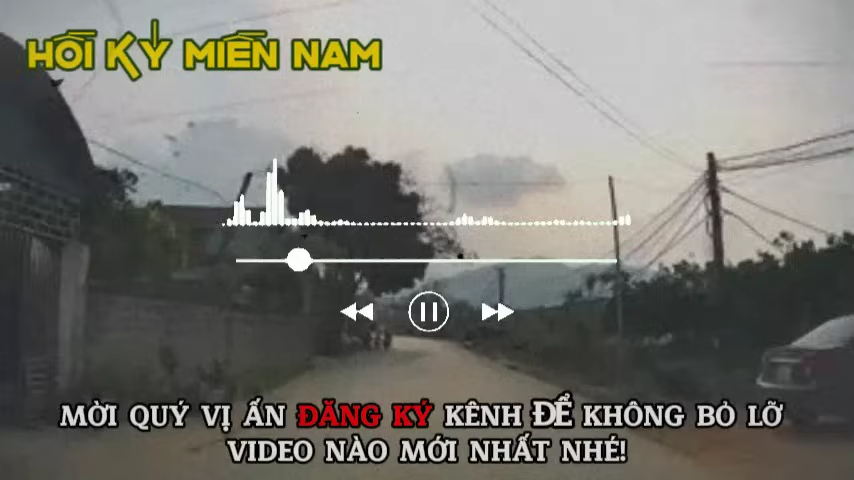 HỒI KÝ MIỀN NAM
MỜI QUÝ VỊ ẤN ĐĂNG KÝ KÊNH ĐỂ KHÔNG BỎ LỠ
VIDEO NÀO MỚI NHẤT NHÉ!